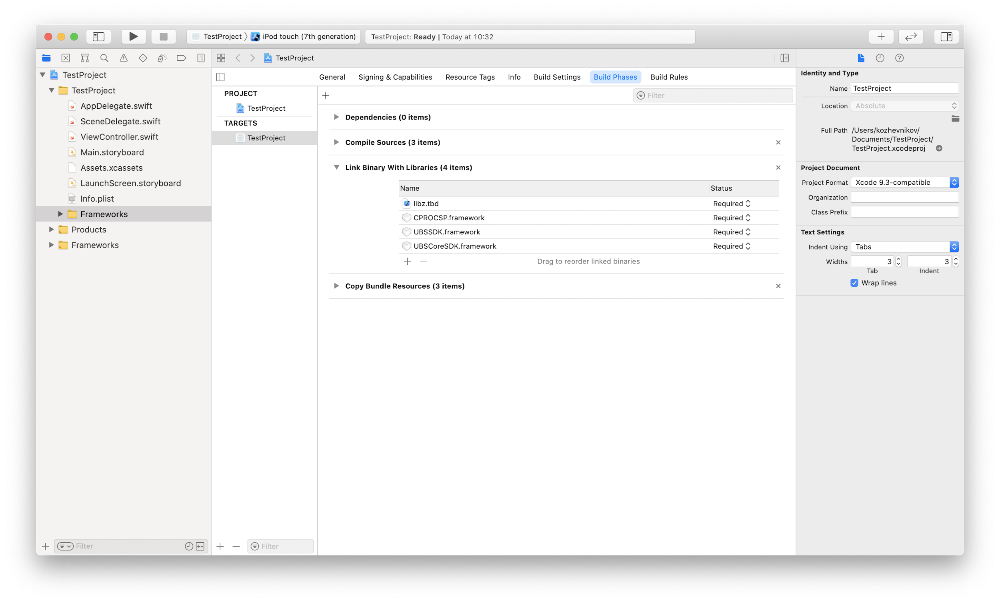 TestProject
iPod touch (7th generation)
TestProject: Ready | Today at 10:32
TestProject
TestProject
TestProject
AppDelegate.swift
SceneDelegate.swift
ViewController.swift
Main.storyboard
Assets.xcassets
LaunchScreen.storyboard
Info.plist
Frameworks
Products
Frameworks
Filter
General
Signing & Capabilities
Resource Tags
Info
Build Settings
Build Phases
Build Rules
PROJECT
TestProject
TARGETS
TestProject
Filter
Filter
Dependencies (0 items)
Compile Sources (3 items)
Link Binary With Libraries (4 items)
Name Status
libz.tbd Required
CPROCSP.framework Required
UBSSDK.framework Required
UBSCoreSDK.framework Required
Drag to reorder linked binaries
Copy Bundle Resources (3 items)
Identity and Type
Name TestProject
Location Absolute
Full Path /Users/kozhevnikov/
Documents/TestProject/
TestProject.xcodeproj
Project Document
Project Format Xcode 9.3-compatible
Organization
Class Prefix
Text Settings
Indent Using Tabs
Widths 3 3
Tab Indent
Wrap lines